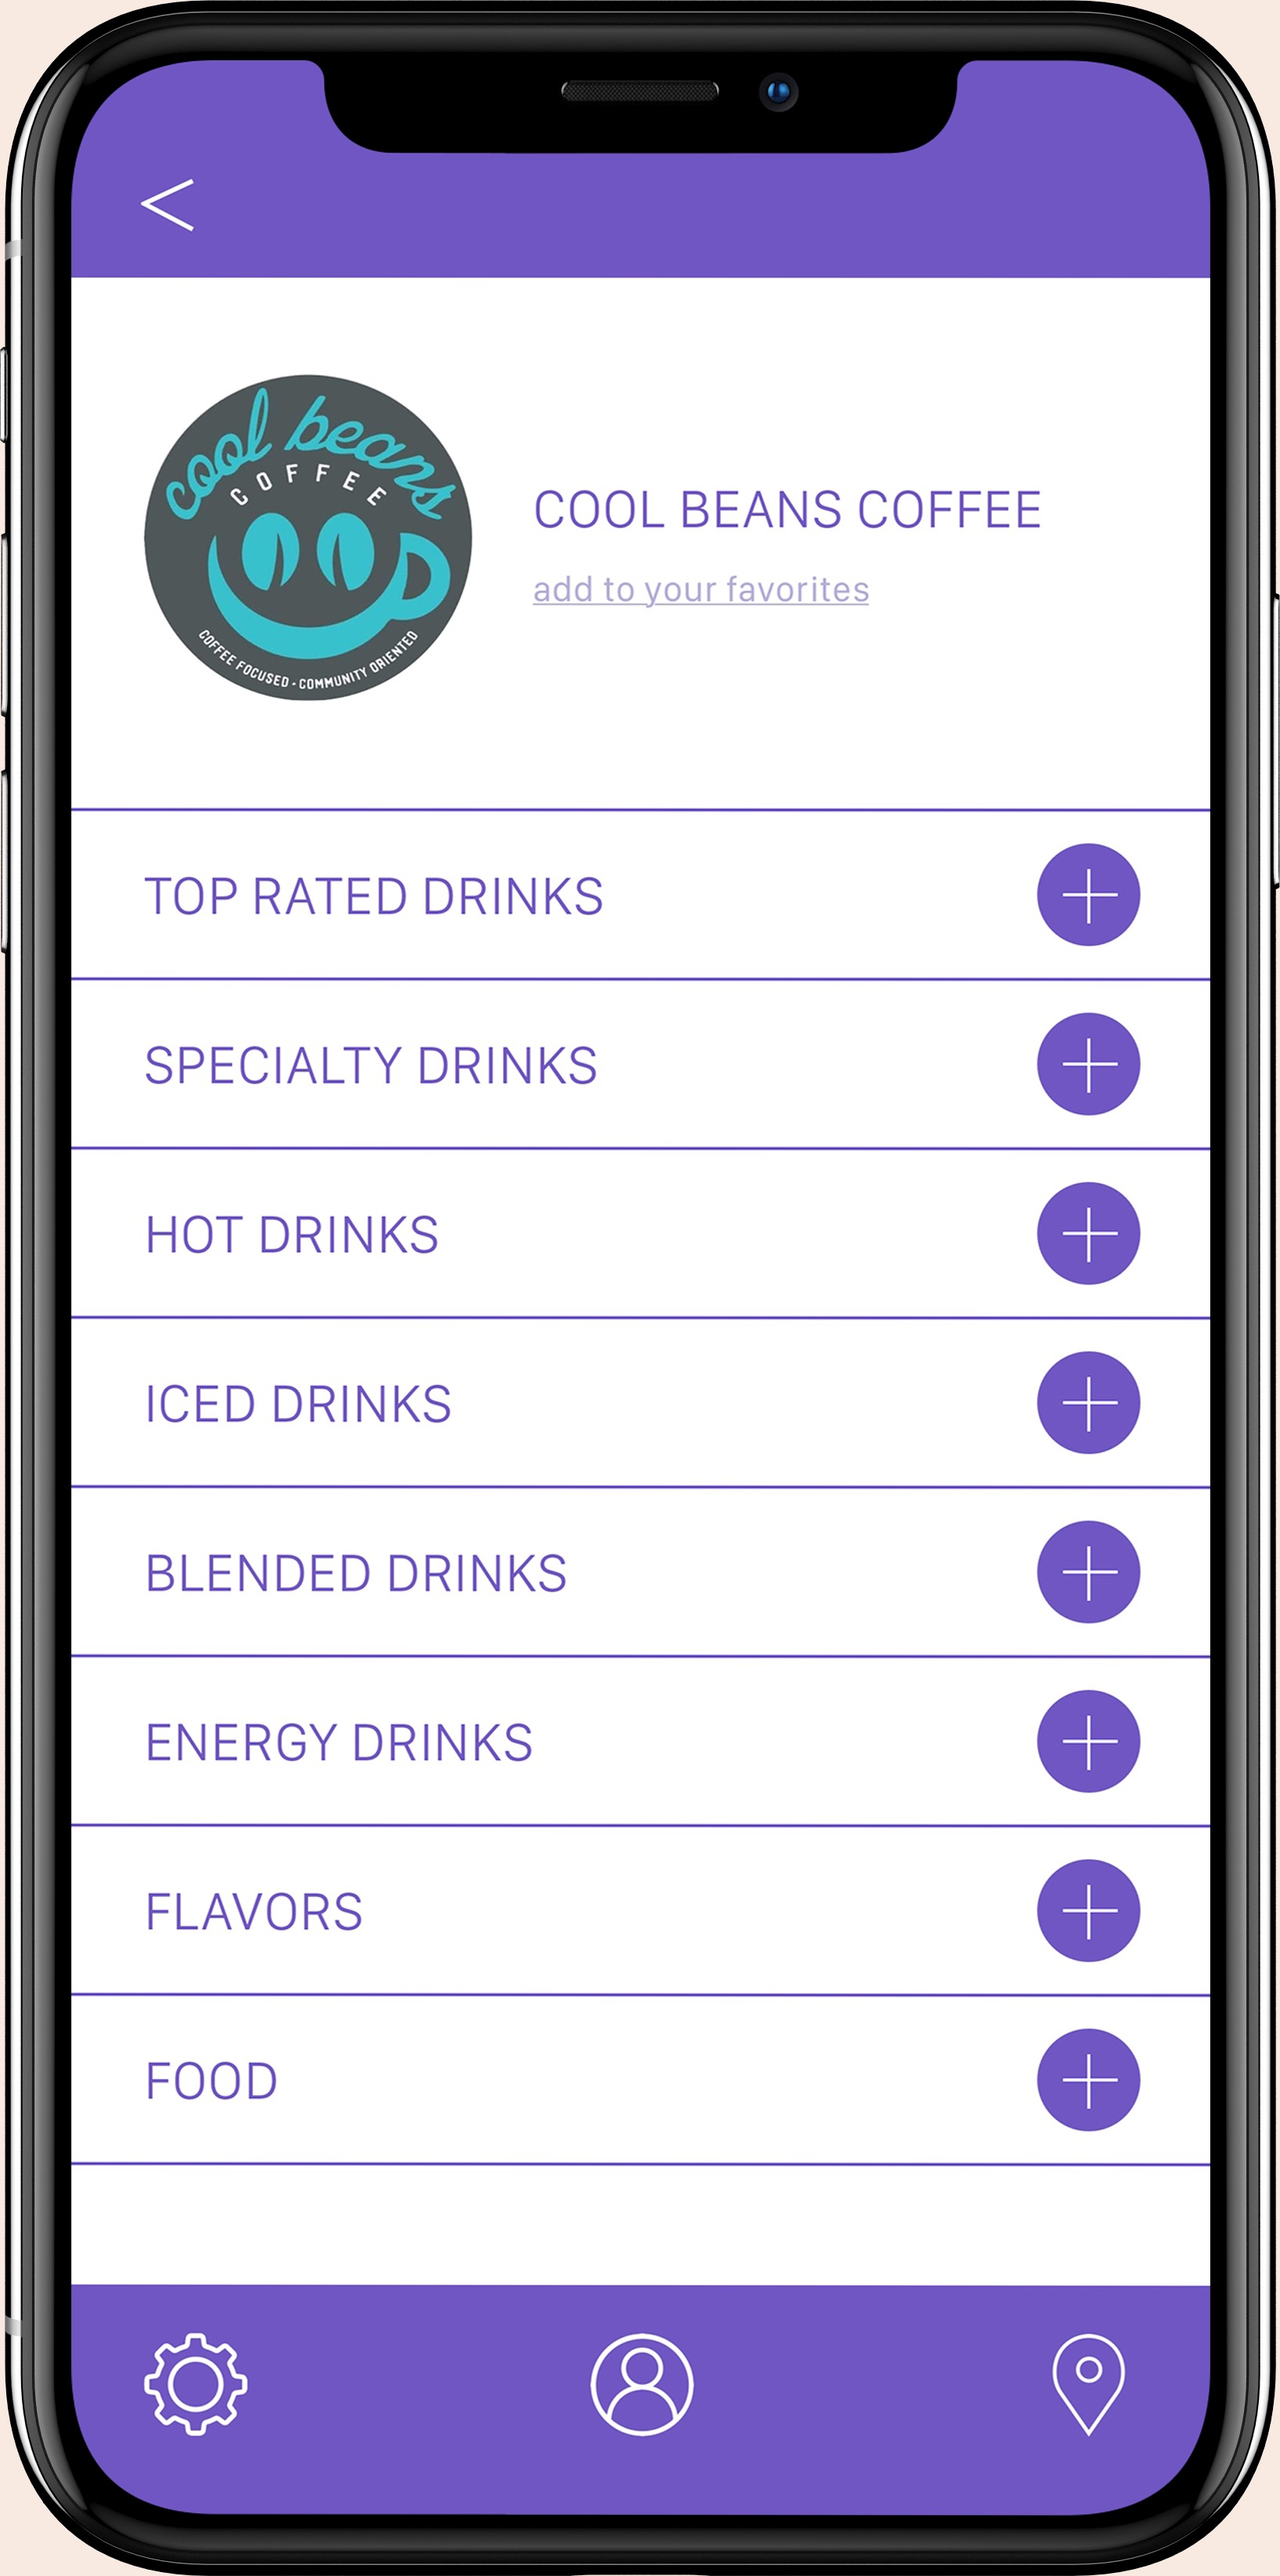 cool beans
COFFEE
COFFEE FOCUSED - COMMUNITY ORIENTED
COOL BEANS COFFEE
add to your favorites
TOP RATED DRINKS
SPECIALTY DRINKS
HOT DRINKS
ICED DRINKS
BLENDED DRINKS
ENERGY DRINKS
FLAVORS
FOOD